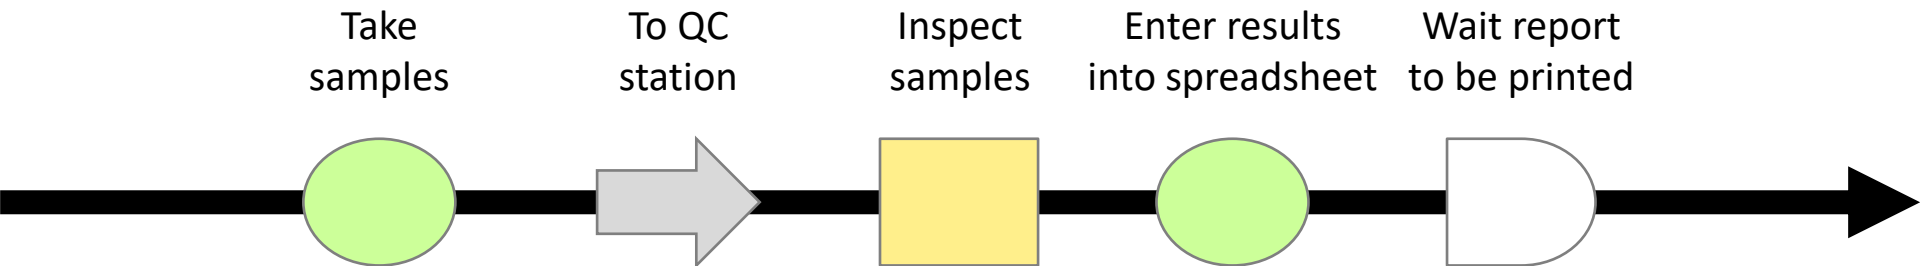 Take
samples
To QC
station
Inspect
samples
Enter results
into spreadsheet
Wait report
to be printed